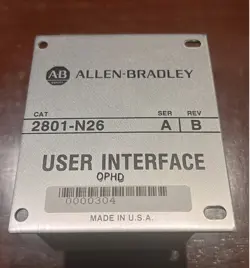 AB ALLEN-BRADLEY
CAT SER REV
2801-N26 A B
USER INTERFACE
OPHD
0000304
MADE IN U.S.A.